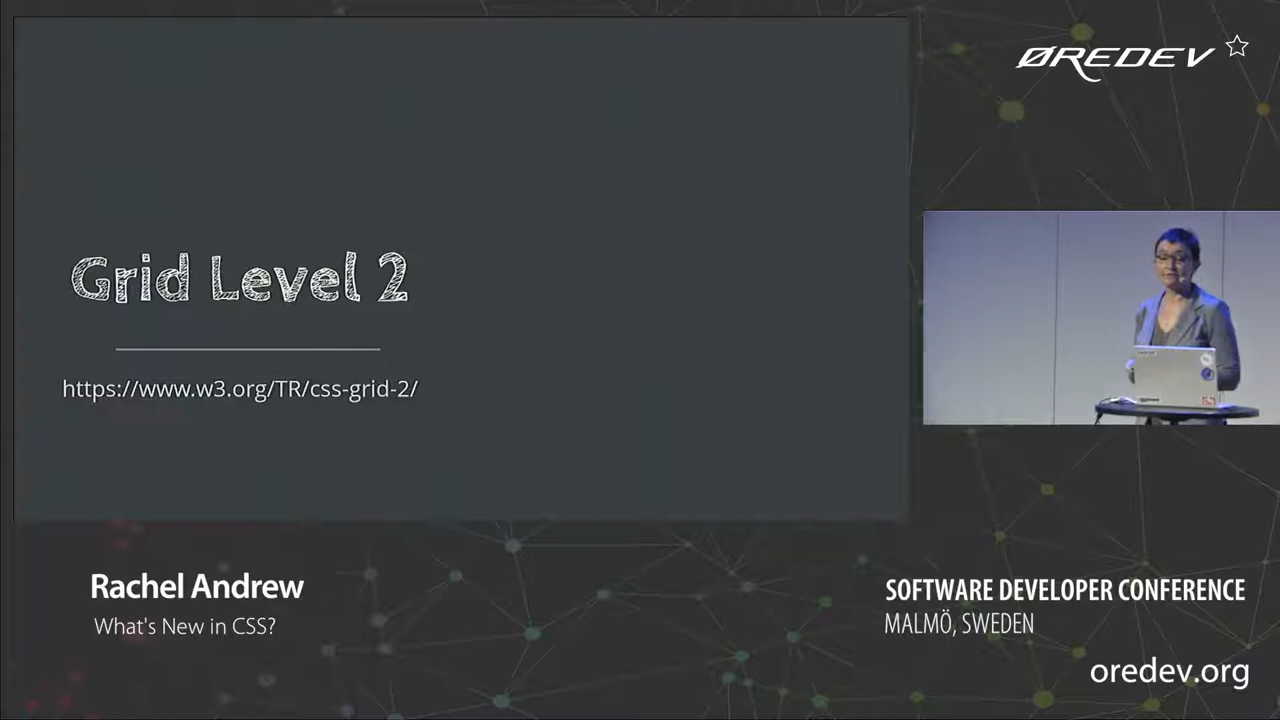 ØREDEV
Grid Level 2
https://www.w3.org/TR/css-grid-2/
Rachel Andrew
What's New in CSS?
SOFTWARE DEVELOPER CONFERENCE
MALMÖ, SWEDEN
oredev.org